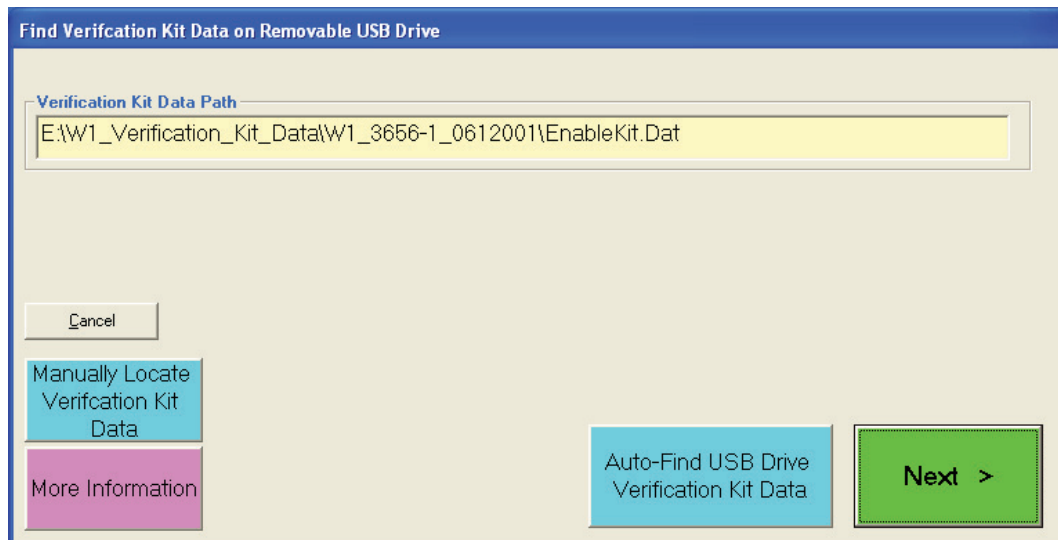 Find Verifcation Kit Data on Removable USB Drive
Verification Kit Data Path
E:\W1_Verification_Kit_Data\W1_3656-1_0612001\EnableKit.Dat
Cancel
Manually Locate
Verifcation Kit
Data
More Information
Auto-Find USB Drive
Verification Kit Data
Next >